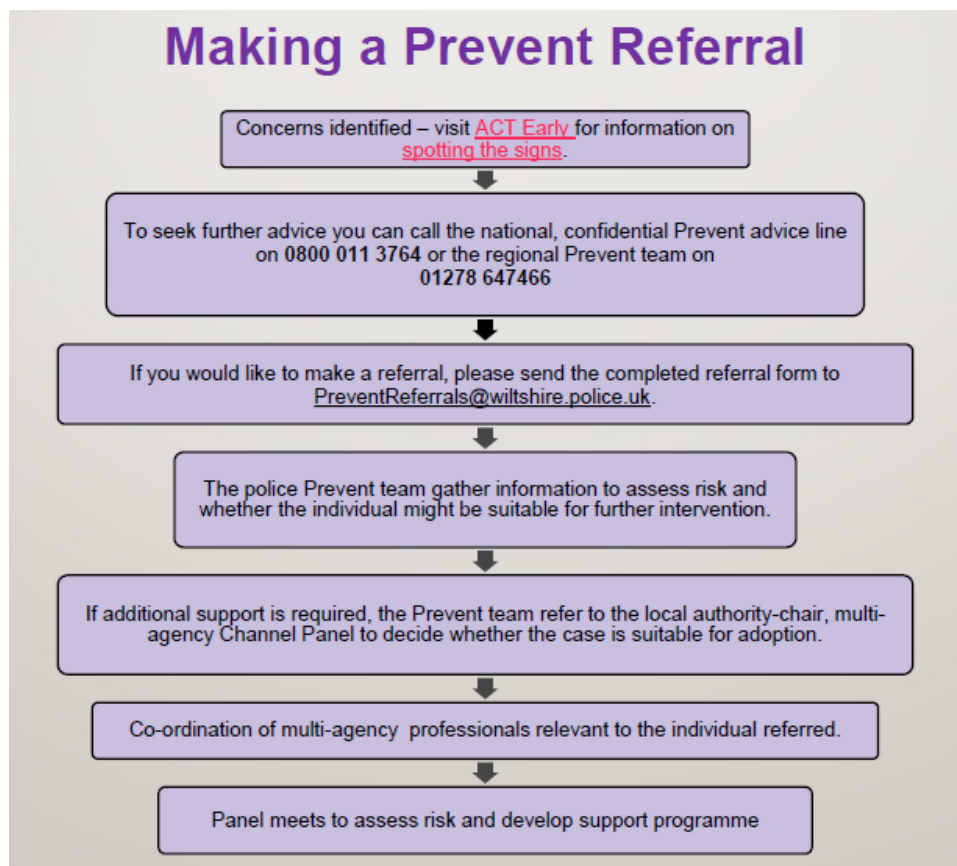 Making a Prevent Referral
Concerns identified – visit ACT Early for information on
spotting the signs.
To seek further advice you can call the national, confidential Prevent advice line
on 0800 011 3764 or the regional Prevent team on
01278 647466
If you would like to make a referral, please send the completed referral form to
PreventReferrals@wiltshire.police.uk.
The police Prevent team gather information to assess risk and
whether the individual might be suitable for further intervention.
If additional support is required, the Prevent team refer to the local authority-chair, multi-
agency Channel Panel to decide whether the case is suitable for adoption.
Co-ordination of multi-agency professionals relevant to the individual referred.
Panel meets to assess risk and develop support programme